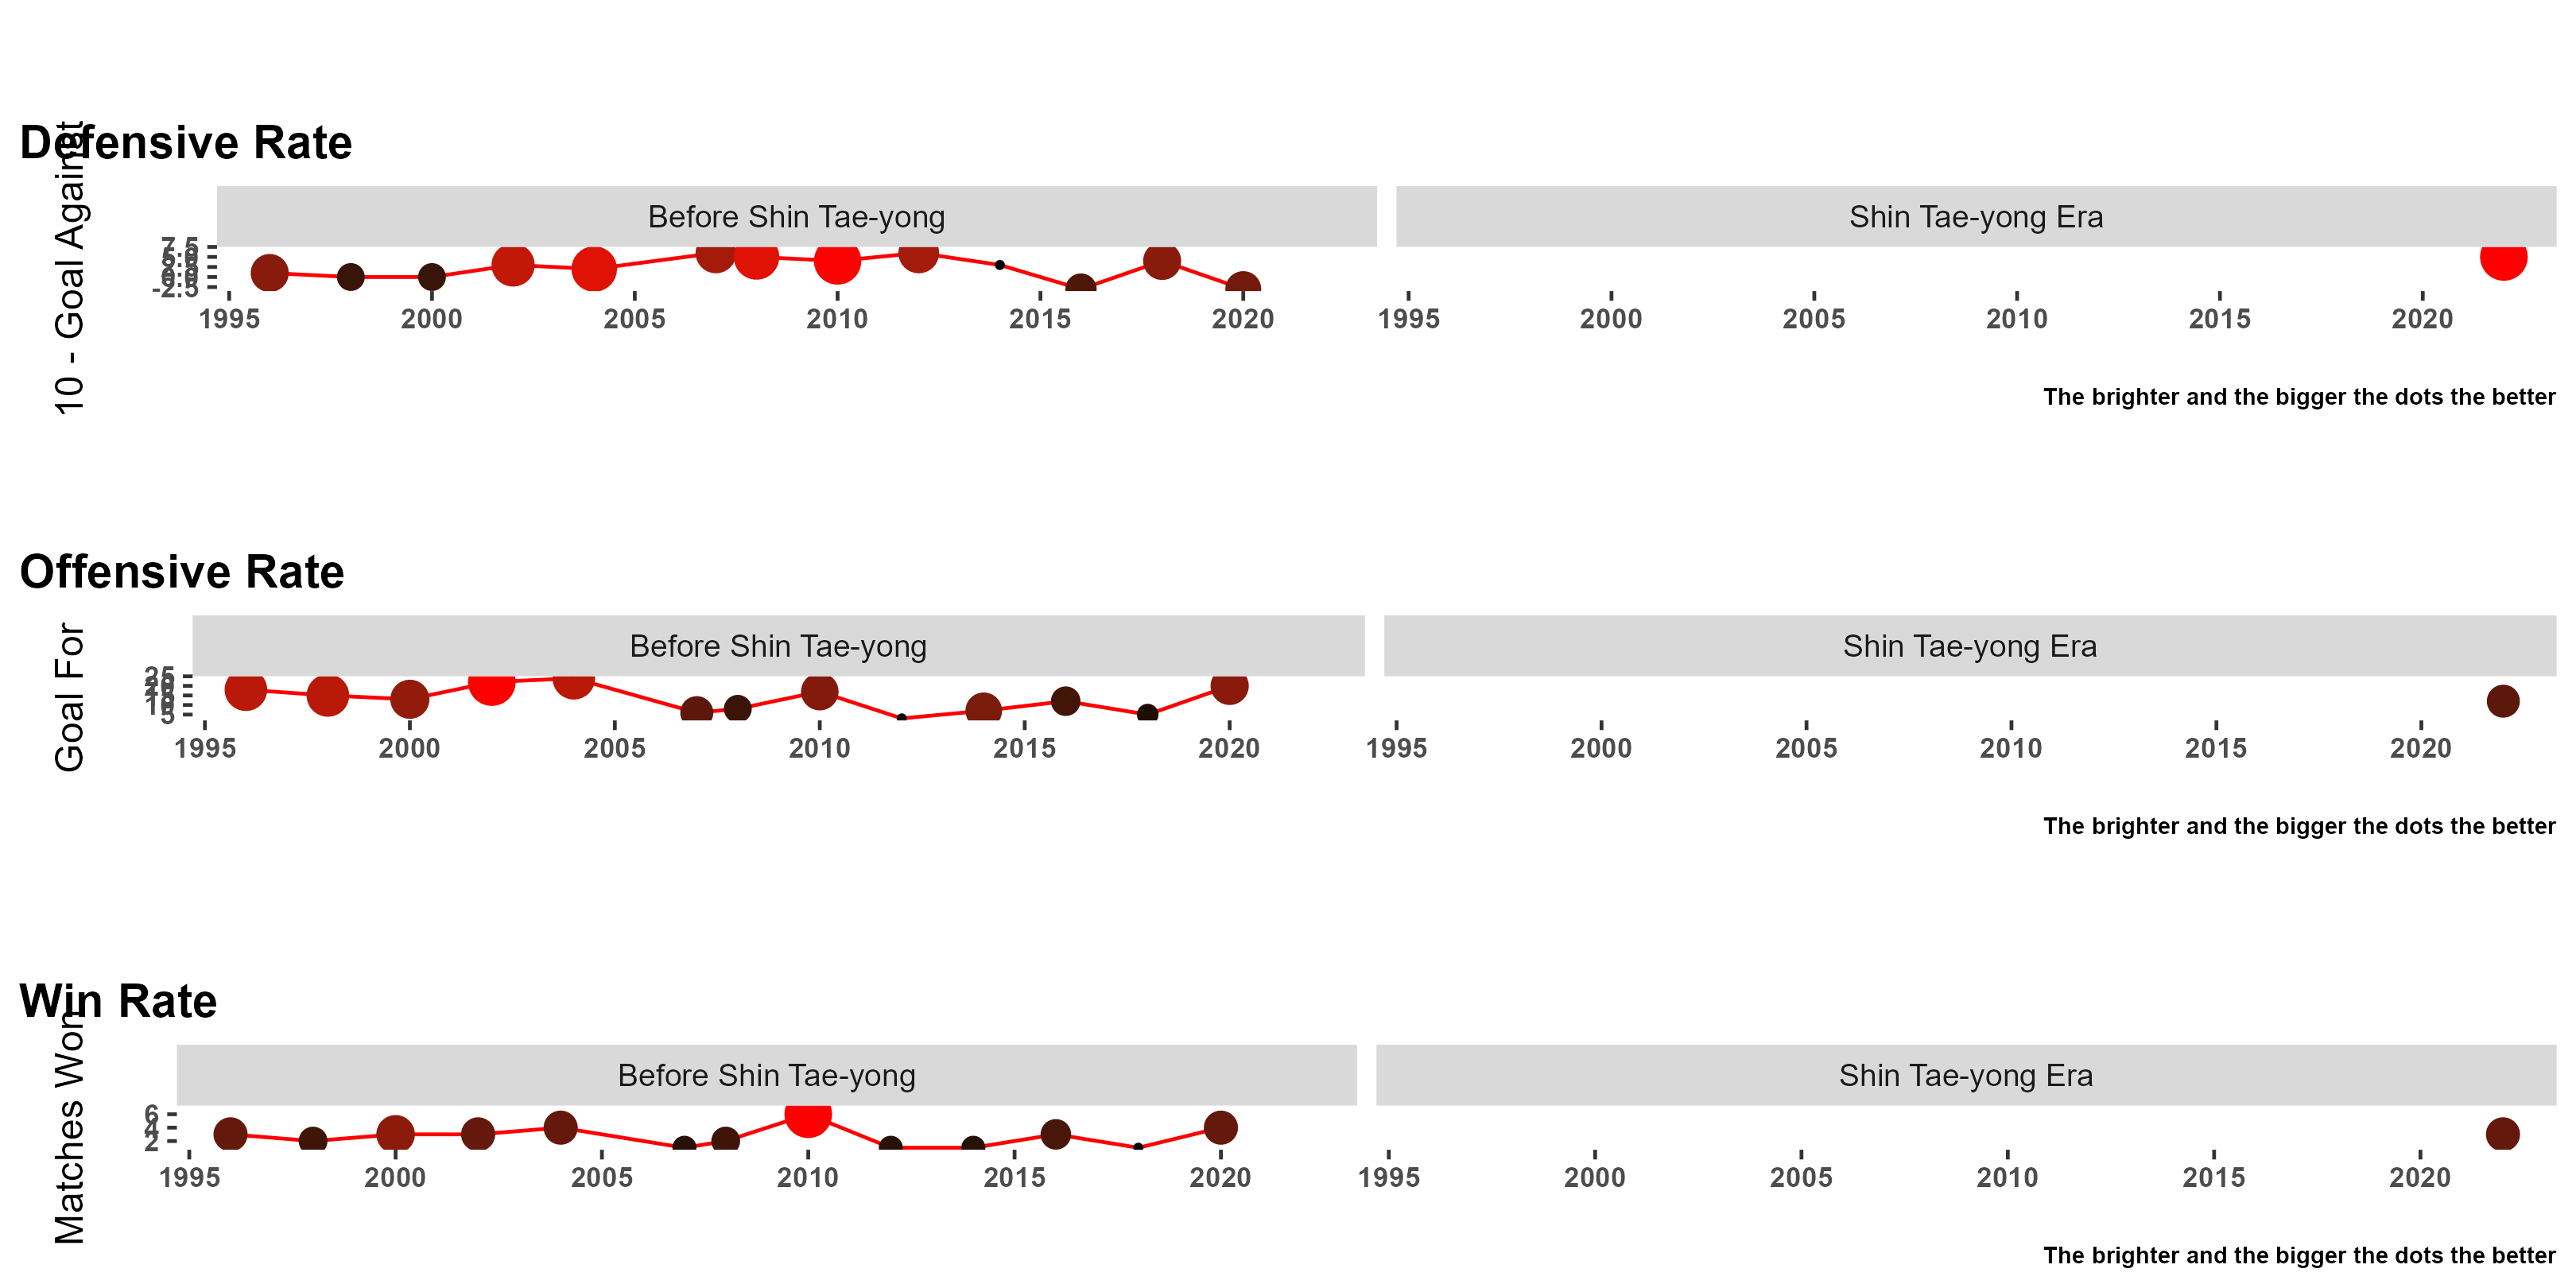 Defensive Rate
10 - Goal Against
Before Shin Tae-yong
Shin Tae-yong Era
7.5
5.0
-2.5
1995 2000 2005 2010 2015 2020 1995 2000 2005 2010 2015 2020
The brighter and the bigger the dots the better
Offensive Rate
Goal For
Before Shin Tae-yong
Shin Tae-yong Era
25
20
15
10
5
1995 2000 2005 2010 2015 2020 1995 2000 2005 2010 2015 2020
The brighter and the bigger the dots the better
Win Rate
Matches Won
Before Shin Tae-yong
Shin Tae-yong Era
6
4
2
1995 2000 2005 2010 2015 2020 1995 2000 2005 2010 2015 2020
The brighter and the bigger the dots the better